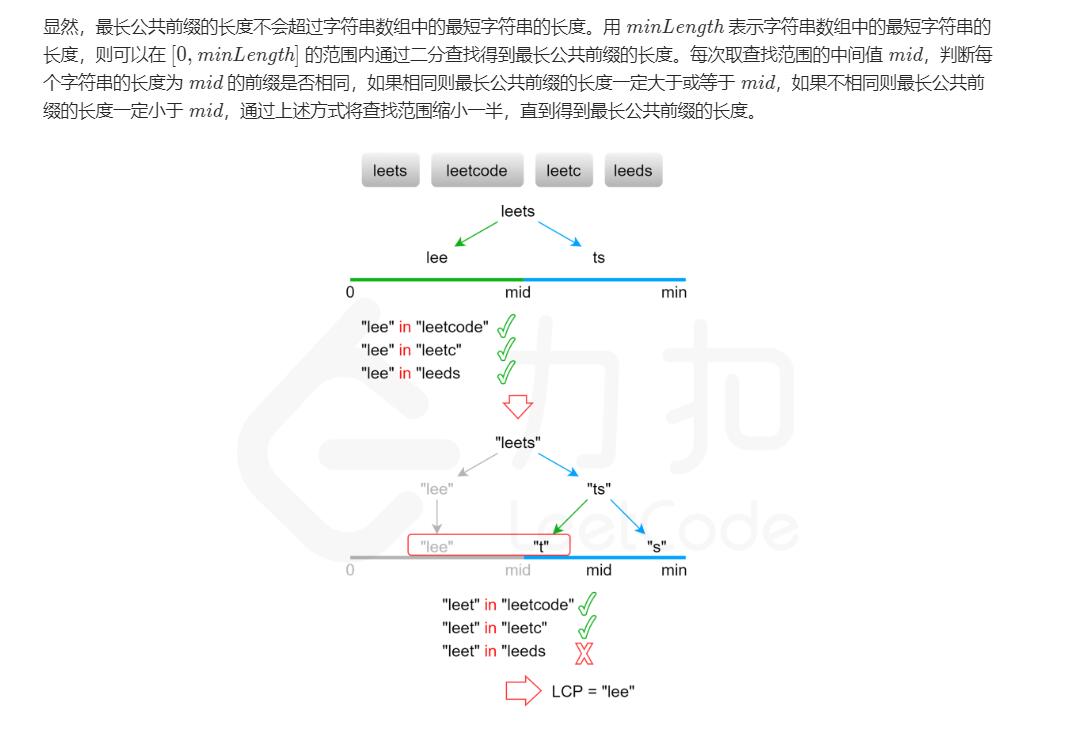 显然，最长公共前缀的长度不会超过字符串数组中的最短字符串的长度。用 minLength 表示字符串数组中的最短字符串的
长度，则可以在 [0, minLength] 的范围内通过二分查找得到最长公共前缀的长度。每次取查找范围的中间值 mid，判断每
个字符串的长度为 mid 的前缀是否相同，如果相同则最长公共前缀的长度一定大于或等于 mid，如果不相同则最长公共前
缀的长度一定小于 mid，通过上述方式将查找范围缩小一半，直到得到最长公共前缀的长度。
leets leetcode leetc leeds
leets
lee ts
0 mid min
"lee" in "leetcode"
"lee" in "leetc"
"lee" in "leeds
"leets"
"lee" "ts"
"lee" "t" "s"
0 mid mid min
"leet" in "leetcode"
"leet" in "leetc"
"leet" in "leeds
LCP = "lee"
力扣
LeetCode